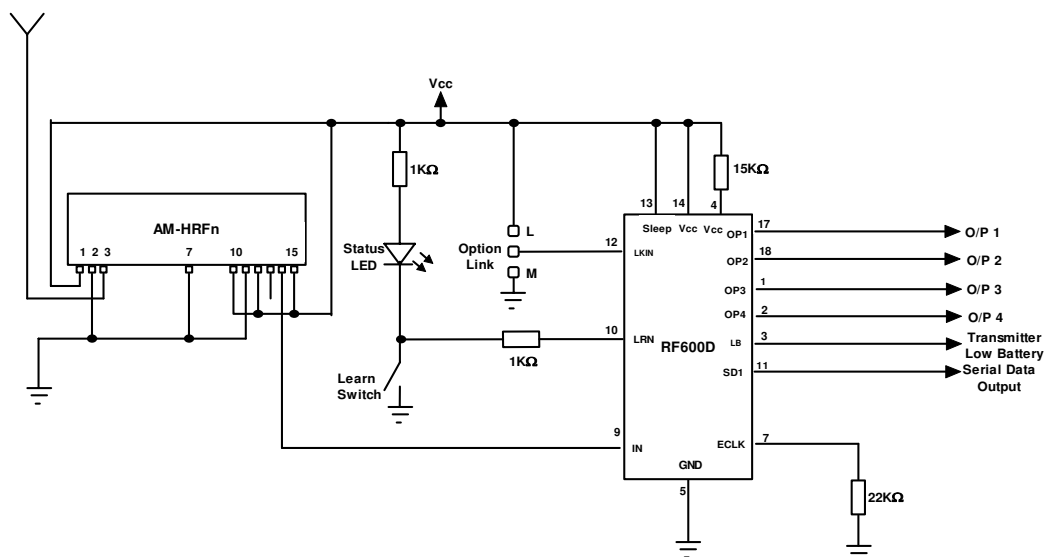 Vcc
1KΩ
15KΩ
13
14
4
Sleep
Vcc
Vcc
AM-HRFn
1
2
3
7
10
15
Status
LED
Option
Link
L
M
12
LKIN
OP1
17
O/P 1
OP2
18
O/P 2
OP3
1
O/P 3
OP4
2
O/P 4
10
LRN
RF600D
LB
3
Transmitter
Low Battery
1KΩ
SD1
11
Serial Data
Output
Learn
Switch
9
IN
ECLK
7
GND
5
22KΩ